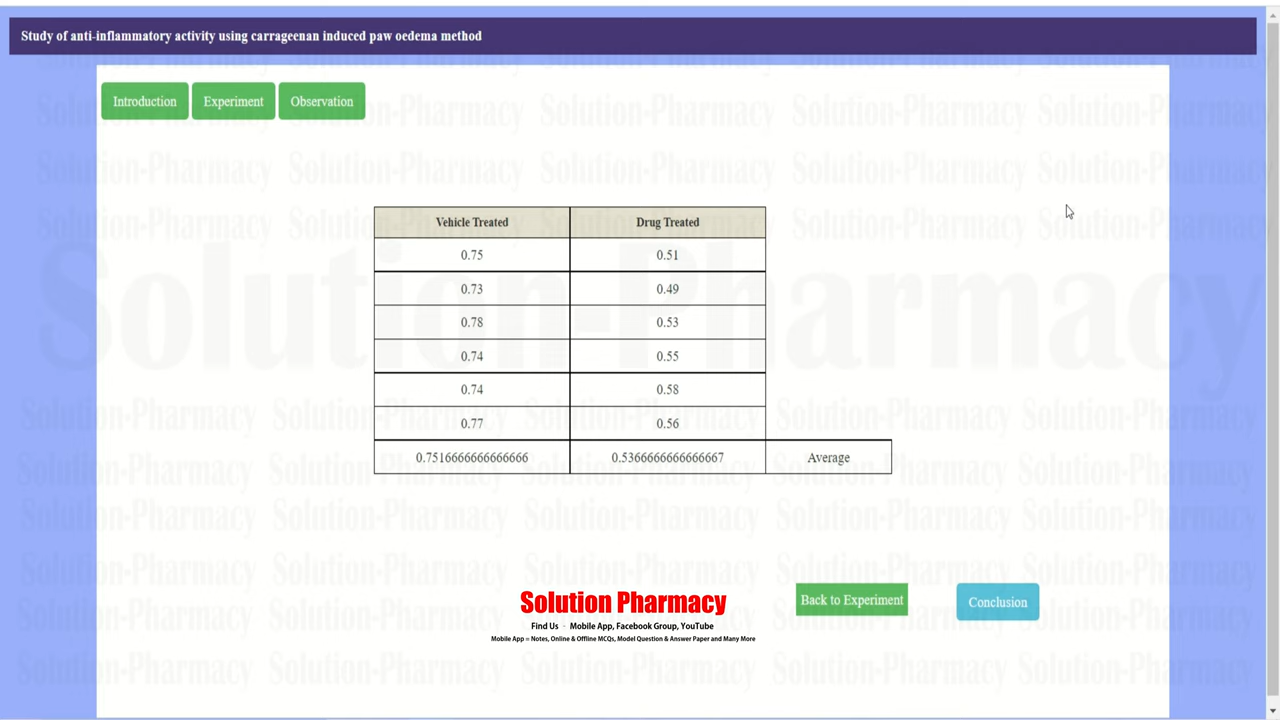 Study of anti-inflammatory activity using carrageenan induced paw oedema method
Introduction Experiment Observation
Vehicle Treated Drug Treated
0.75 0.51
0.73 0.49
0.78 0.53
0.74 0.55
0.74 0.58
0.77 0.56
0.7516666666666666 0.5366666666666667 Average
Back to Experiment Conclusion
Solution Pharmacy
Find Us - Mobile App, Facebook Group, YouTube
Mobile App = Notes, Online & Offline MCQs, Model Question & Answer Paper and Many More
Solution-Pharmacy